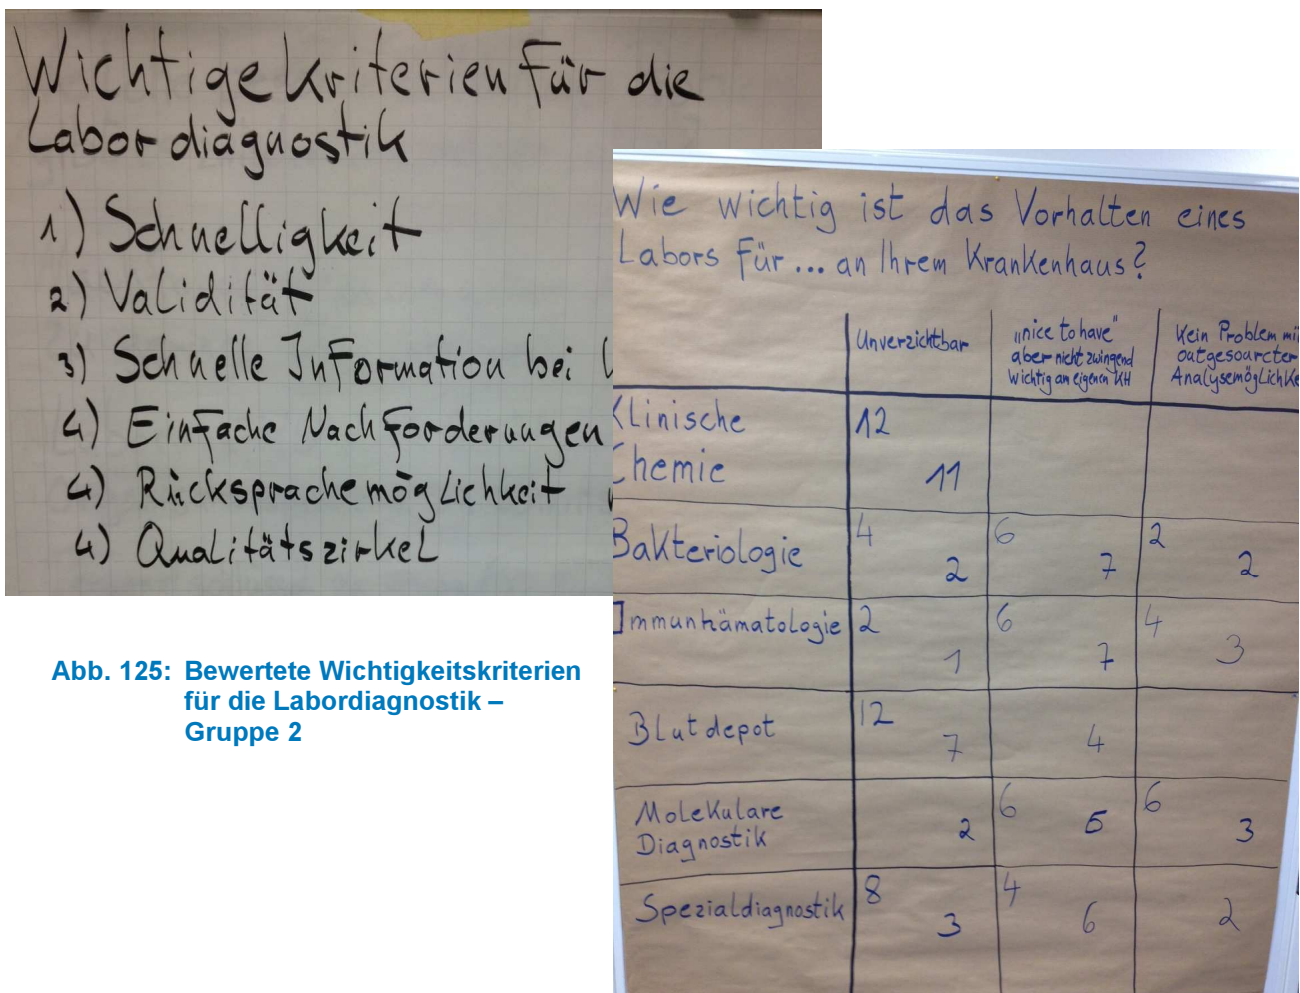 Wichtige Kriterien für die
Labordiagnostik
1) Schnelligkeit
2) Validität
3) Schnelle Information bei
4) Einfache Nachforderungen
4) Rücksprachemöglichkeit
4) Qualitätszirkel
Abb. 125: Bewertete Wichtigkeitskriterien
für die Labordiagnostik –
Gruppe 2
Wie wichtig ist das Vorhalten eines
Labors für... an Ihrem Krankenhaus?
Unverzichtbar
„nice to have"
aber nicht zwingend
wichtig am eigenen KH
Kein Problem mi
outgesoarcter
Analysemöglichke
Klinische
Chemie
12
11
Bakteriologie
4
2
6
7
2
2
Immunhämatologie
2
1
6
7
4
3
Blutdepot
12
7
4
Molekulare
Diagnostik
2
6
5
6
3
Spezialdiagnostik
8
3
4
6
2